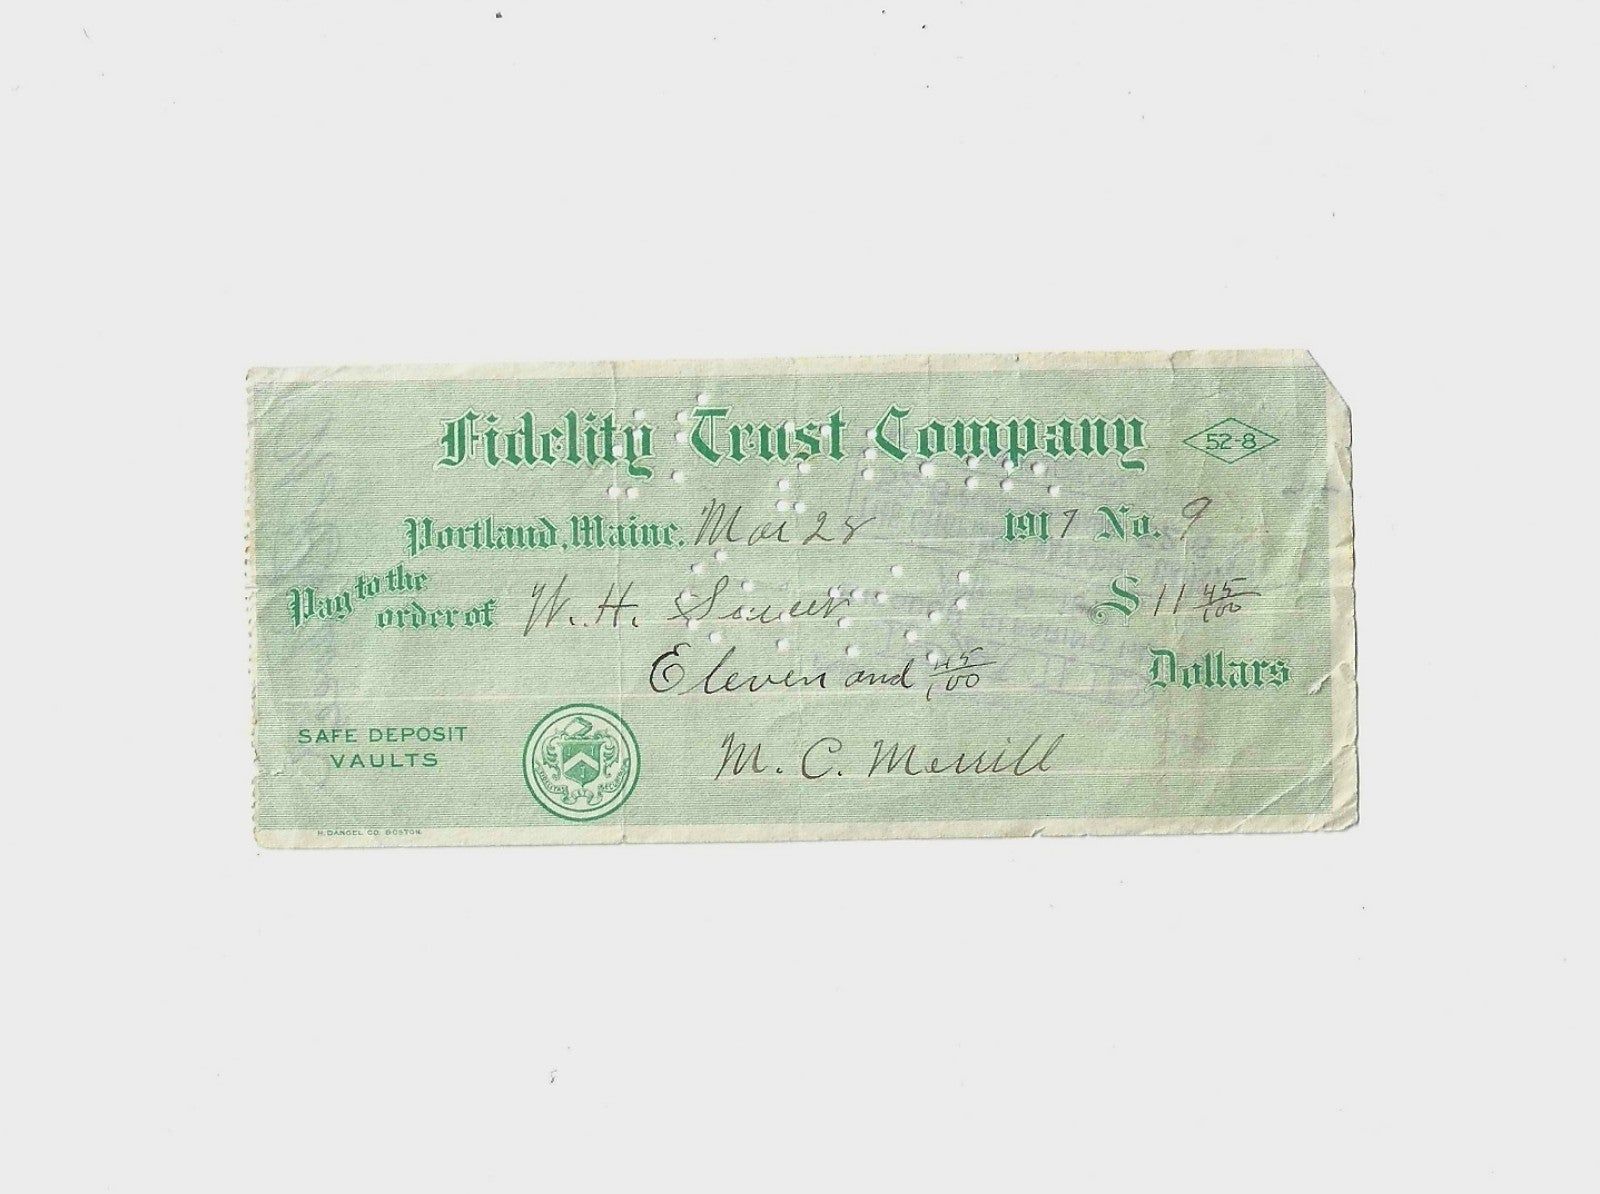 Fidelity Trust Company 52-8
Portland, Maine. Mar 28 1917 No. 9
Pay to the order of W. H. $ 11 45/100
Eleven and 45/100 Dollars
SAFE DEPOSIT
VAULTS
M. C. Merrill
H. DANGEL CO. BOSTON